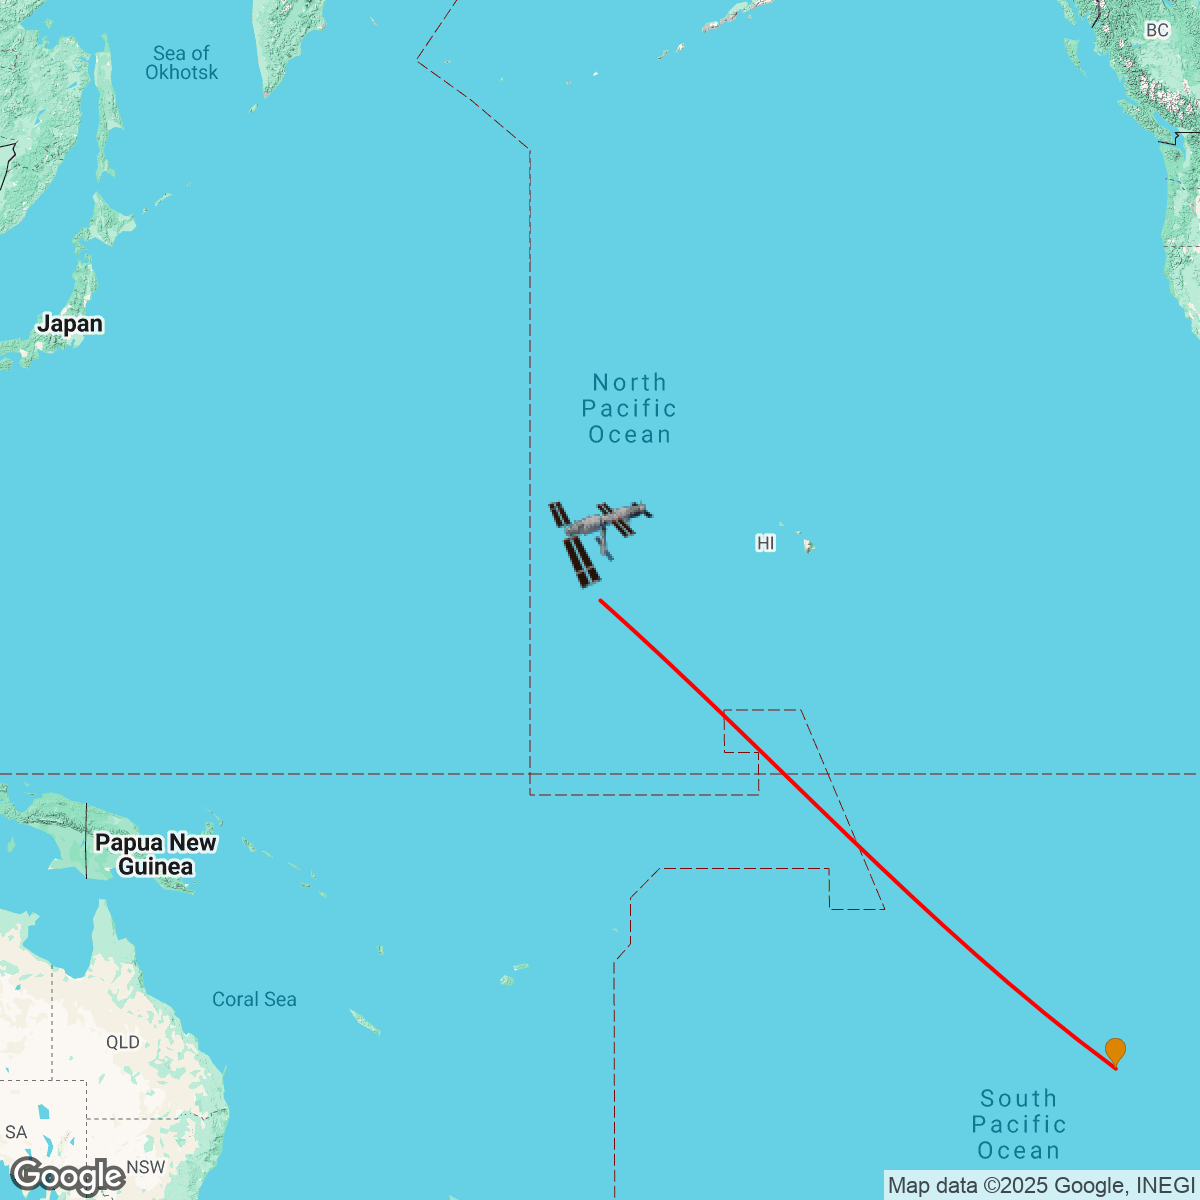 BC
Sea of
Okhotsk
Japan
North
Pacific
Ocean
HI
Papua New
Guinea
Coral Sea
QLD
South
Pacific
Ocean
SA
NSW
Google
Map data ©2025 Google, INEGI